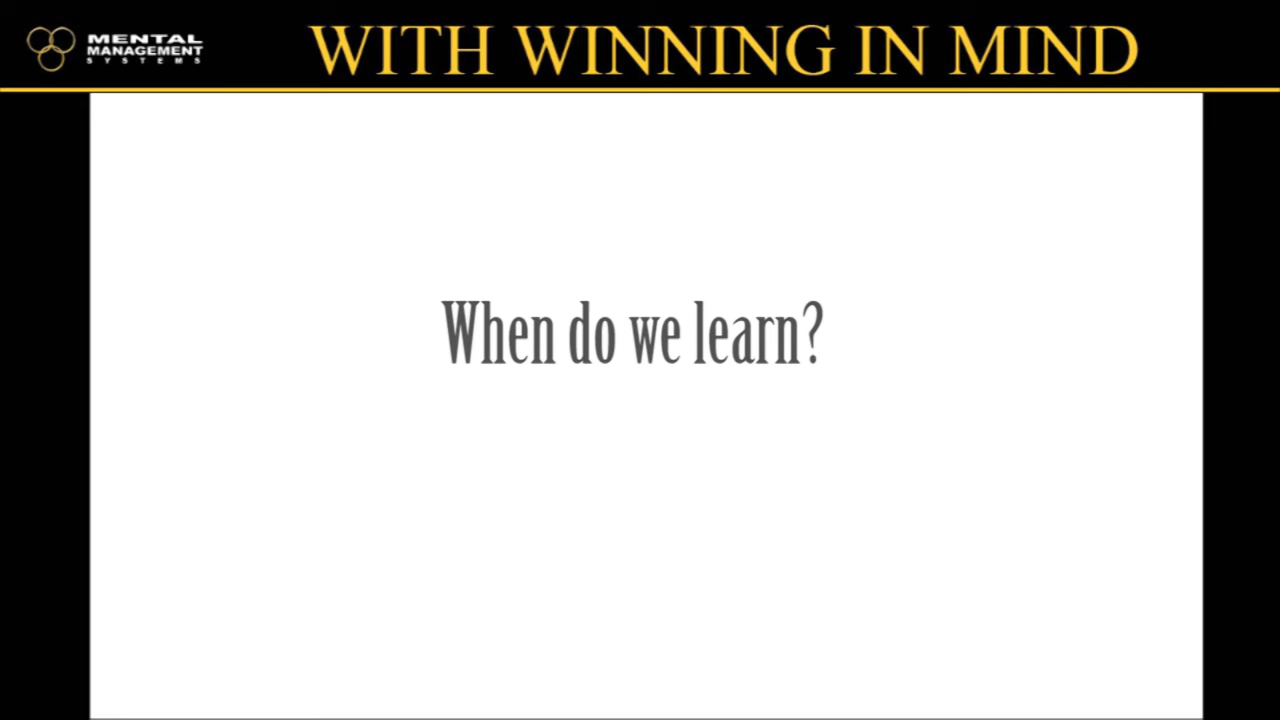 MENTAL
MANAGEMENT
SYSTEMS
WITH WINNING IN MIND
When do we learn?